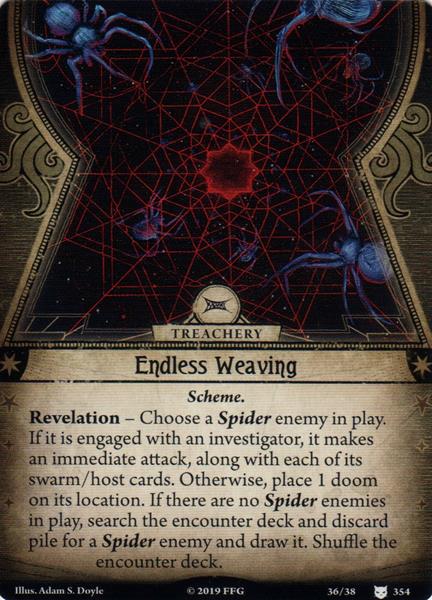 TREACHERY
Endless Weaving
Scheme.
Revelation – Choose a Spider enemy in play.
If it is engaged with an investigator, it makes
an immediate attack, along with each of its
swarm/host cards. Otherwise, place 1 doom
on its location. If there are no Spider enemies
in play, search the encounter deck and discard
pile for a Spider enemy and draw it. Shuffle the
encounter deck.
Illus. Adam S. Doyle © 2019 FFG 36/38 354